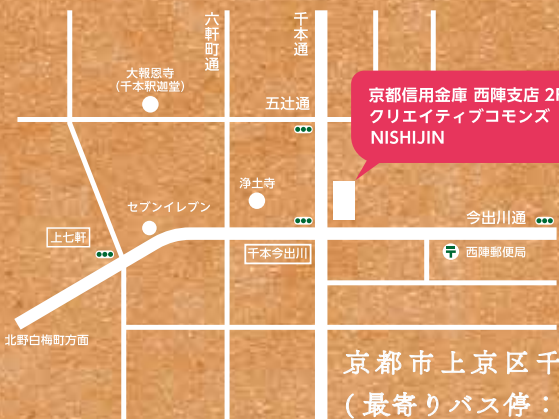 六軒町通
千本通
大報恩寺
(千本釈迦堂)
五辻通
京都信用金庫 西陣支店 2F
クリエイティブコモンズ
NISHIJIN
浄土寺
セブンイレブン
今出川通
上七軒
千本今出川
西陣郵便局
北野白梅町方面
京都市上京区千
(最寄りバス停: